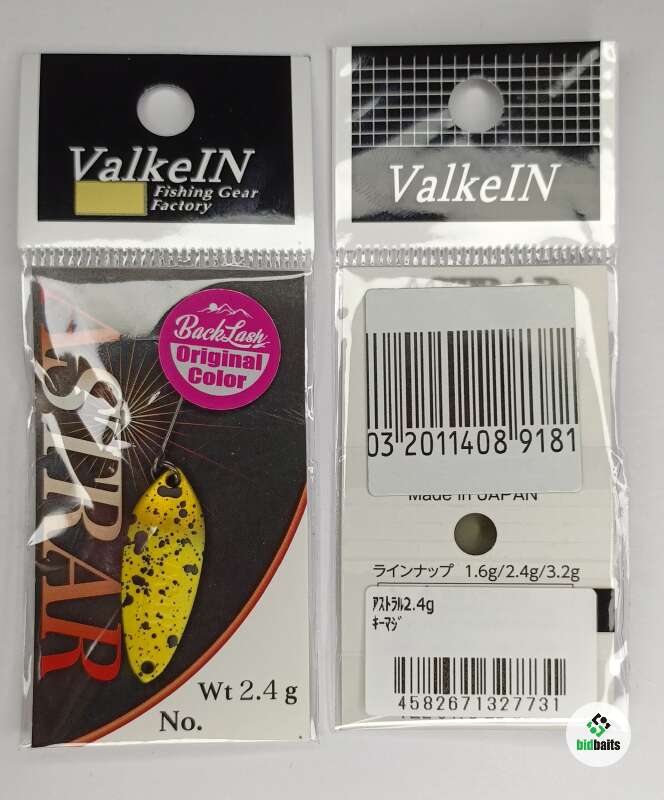 ValkeIN
Fishing Gear
Factory
BackLash
Original
Color
ASTRAR
Wt 2.4 g
No.
ValkeIN
03 2011408 9181
Made in JAPAN
ラインナップ 1.6g/2.4g/3.2g
ｱｽﾄﾗﾙ2.4g
ｷｰﾏｼﾞ
4582671327731
bidbaits